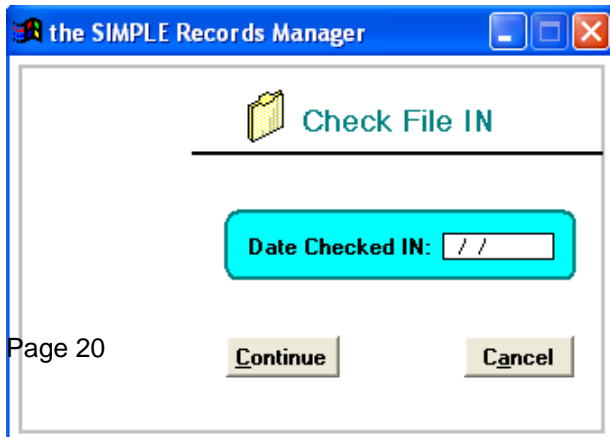 the SIMPLE Records Manager
Check File IN
Date Checked IN: / /
Page 20
Continue Cancel